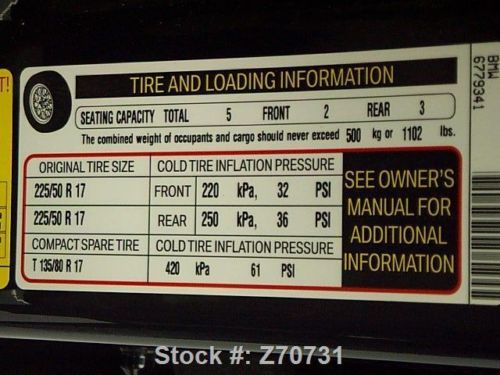 T!
TIRE AND LOADING INFORMATION
SEATING CAPACITY TOTAL 5 FRONT 2 REAR 3
The combined weight of occupants and cargo should never exceed 500 kg or 1102 lbs.
ORIGINAL TIRE SIZE COLD TIRE INFLATION PRESSURE
225/50 R 17 FRONT 220 kPa, 32 PSI
225/50 R 17 REAR 250 kPa, 36 PSI
COMPACT SPARE TIRE COLD TIRE INFLATION PRESSURE
T 135/80 R 17 420 kPa 61 PSI
SEE OWNER'S
MANUAL FOR
ADDITIONAL
INFORMATION
BMW
6779341
Stock #: Z70731